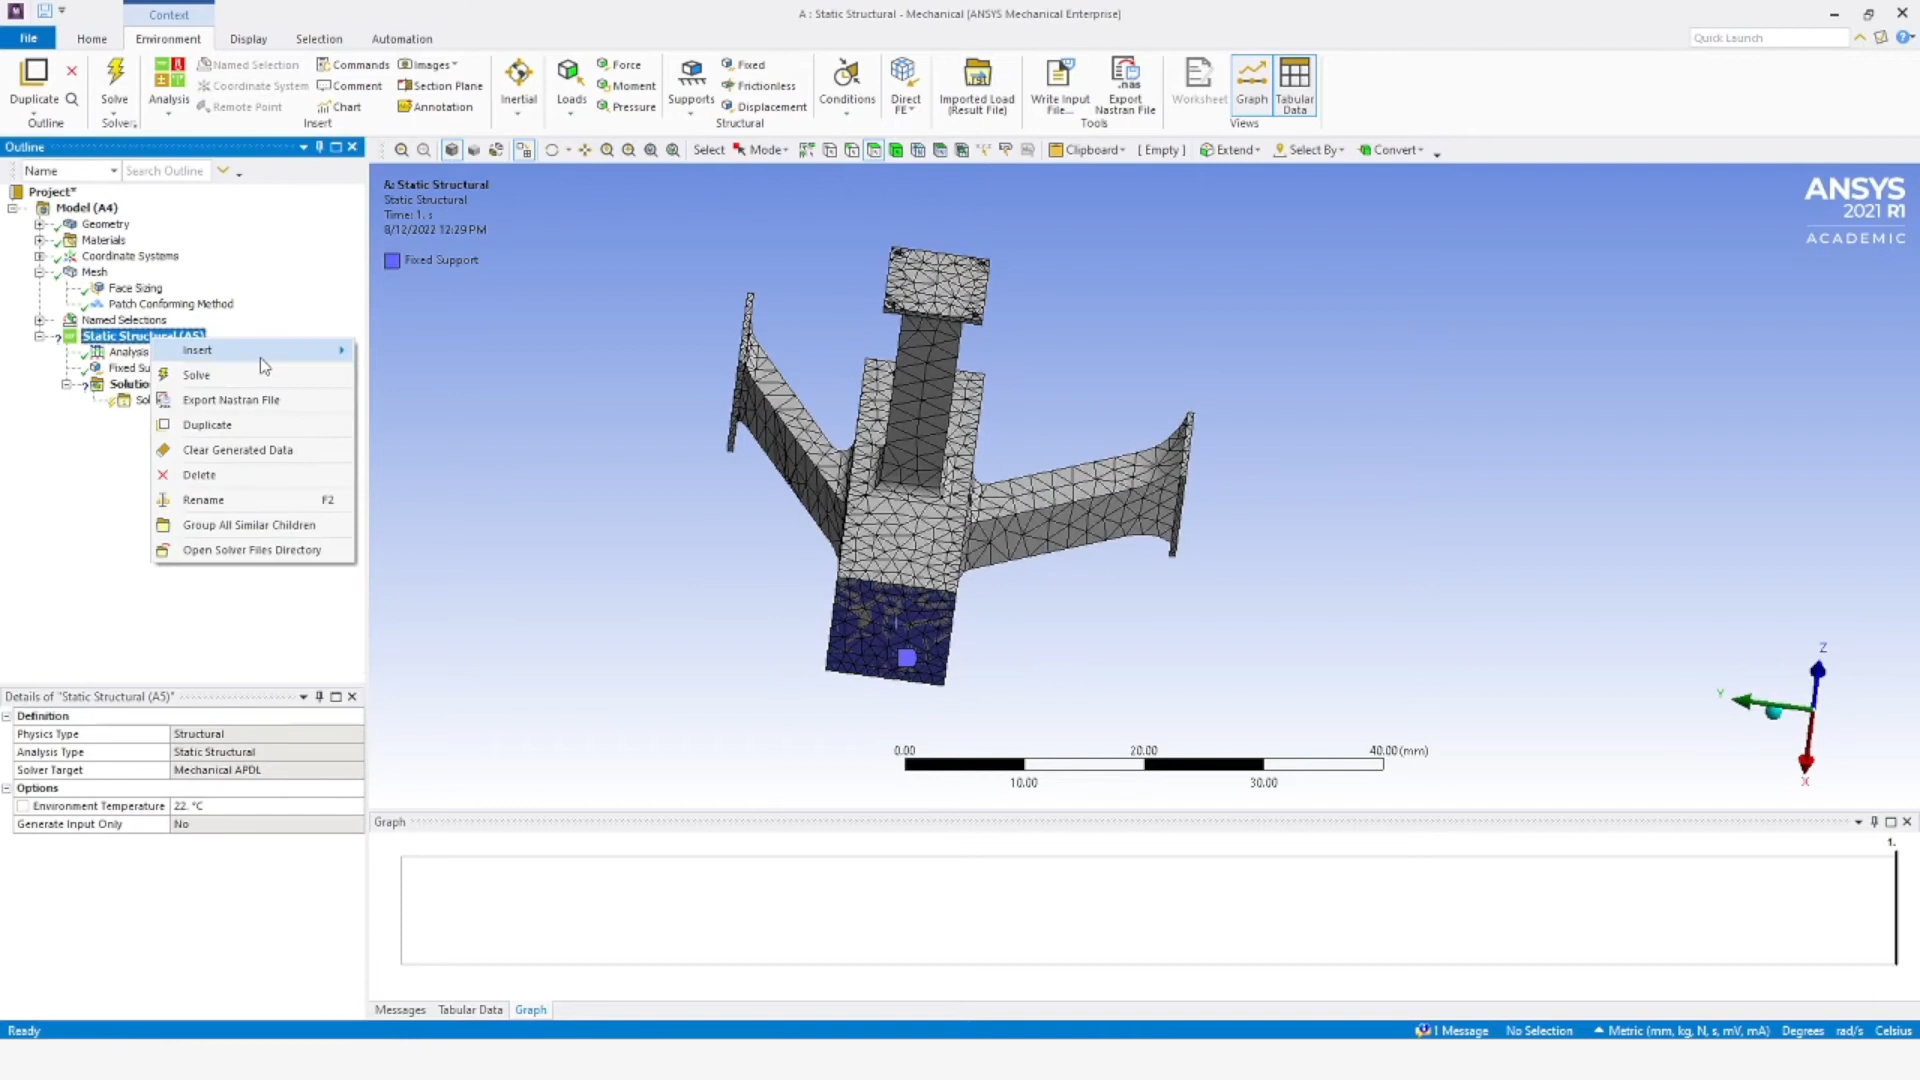 Context
A : Static Structural - Mechanical [ANSYS Mechanical Enterprise]
File Home Environment Display Selection Automation
Quick Launch
Duplicate
Outline
Solve
Solver
Analysis
Named Selection Commands Images
Coordinate System Comment Section Plane
Remote Point Chart Annotation
Insert
Inertial
Loads
Force
Moment
Pressure
Supports
Fixed
Frictionless
Displacement
Structural
Conditions
Direct
FE
Imported Load
(Result File)
Write Input
File...
Export
Nastran File
Tools
Worksheet
Graph
Tabular
Data
Views
Outline
Select Mode Clipboard [ Empty ] Extend Select By Convert
Name Search Outline
Project*
Model (A4)
Geometry
Materials
Coordinate Systems
Mesh
Face Sizing
Patch Conforming Method
Named Selections
Static Structural (A5)
Analysis
Fixed Su
Solutio
Sol
Insert
Solve
Export Nastran File
Duplicate
Clear Generated Data
Delete
Rename F2
Group All Similar Children
Open Solver Files Directory
A: Static Structural
Static Structural
Time: 1. s
8/12/2022 12:29 PM
Fixed Support
ANSYS
2021 R1
ACADEMIC
Z
Y
X
0.00 20.00 40.00 (mm)
10.00 30.00
Details of "Static Structural (A5)"
Definition
Physics Type Structural
Analysis Type Static Structural
Solver Target Mechanical APDL
Options
Environment Temperature 22. °C
Generate Input Only No
Graph
1.
Messages Tabular Data Graph
Ready
1 Message No Selection Metric (mm, kg, N, s, mV, mA) Degrees rad/s Celsius